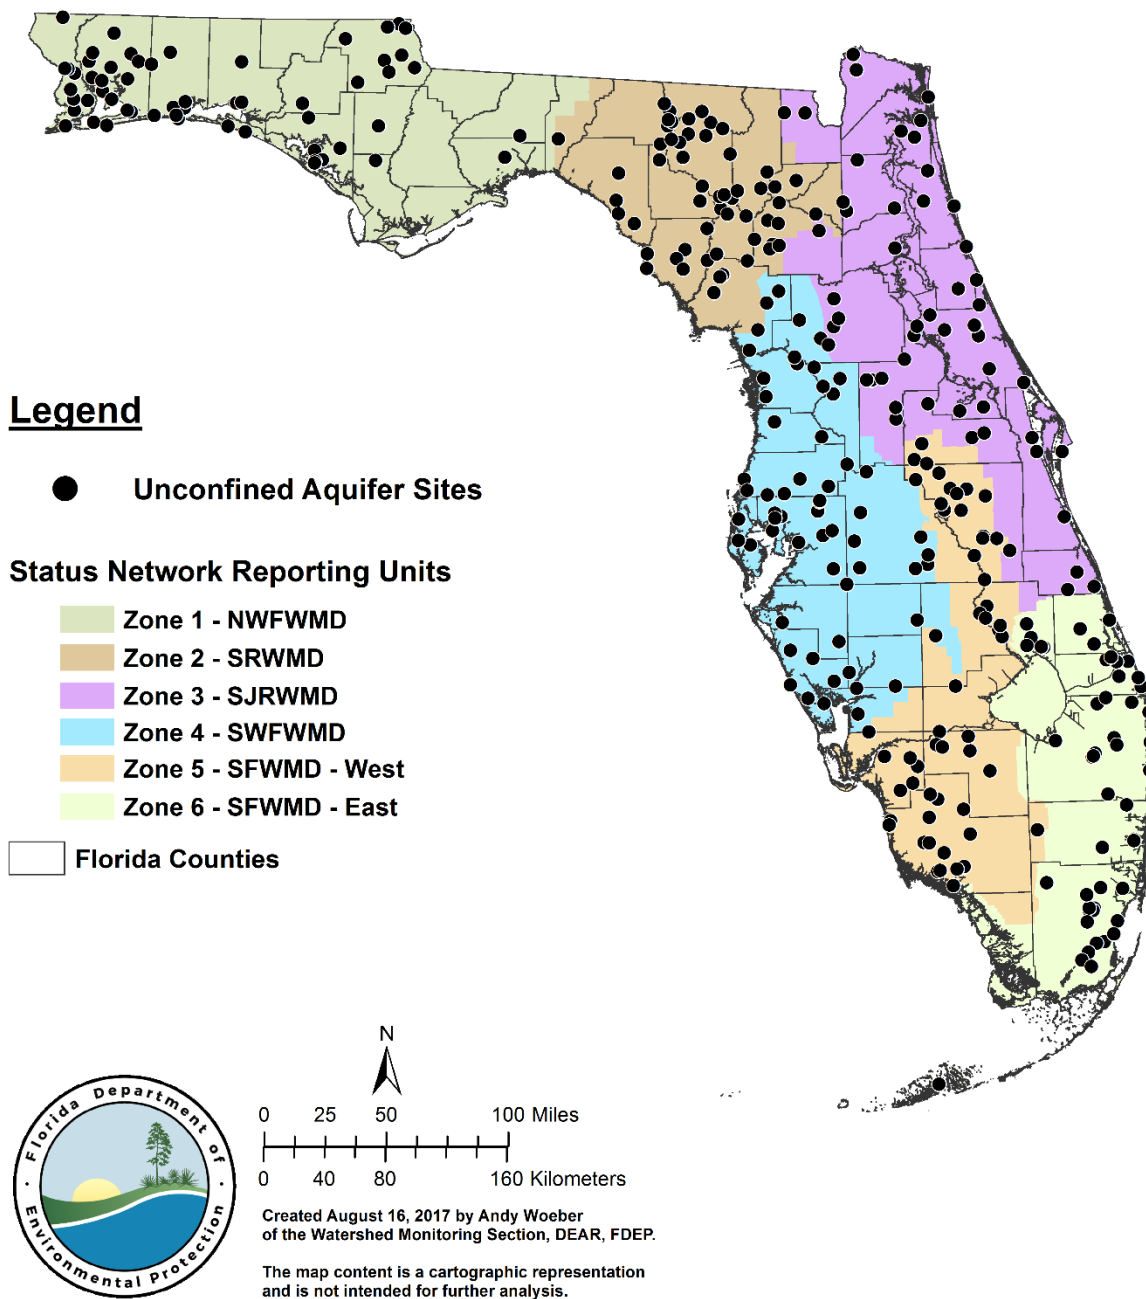 Legend
Unconfined Aquifer Sites
Status Network Reporting Units
Zone 1 - NWFWMD
Zone 2 - SRWMD
Zone 3 - SJRWMD
Zone 4 - SWFWMD
Zone 5 - SFWMD - West
Zone 6 - SFWMD - East
Florida Counties
N
0 25 50 100 Miles
0 40 80 160 Kilometers
Florida Department of
Environmental Protection
Created August 16, 2017 by Andy Woeber
of the Watershed Monitoring Section, DEAR, FDEP.
The map content is a cartographic representation
and is not intended for further analysis.